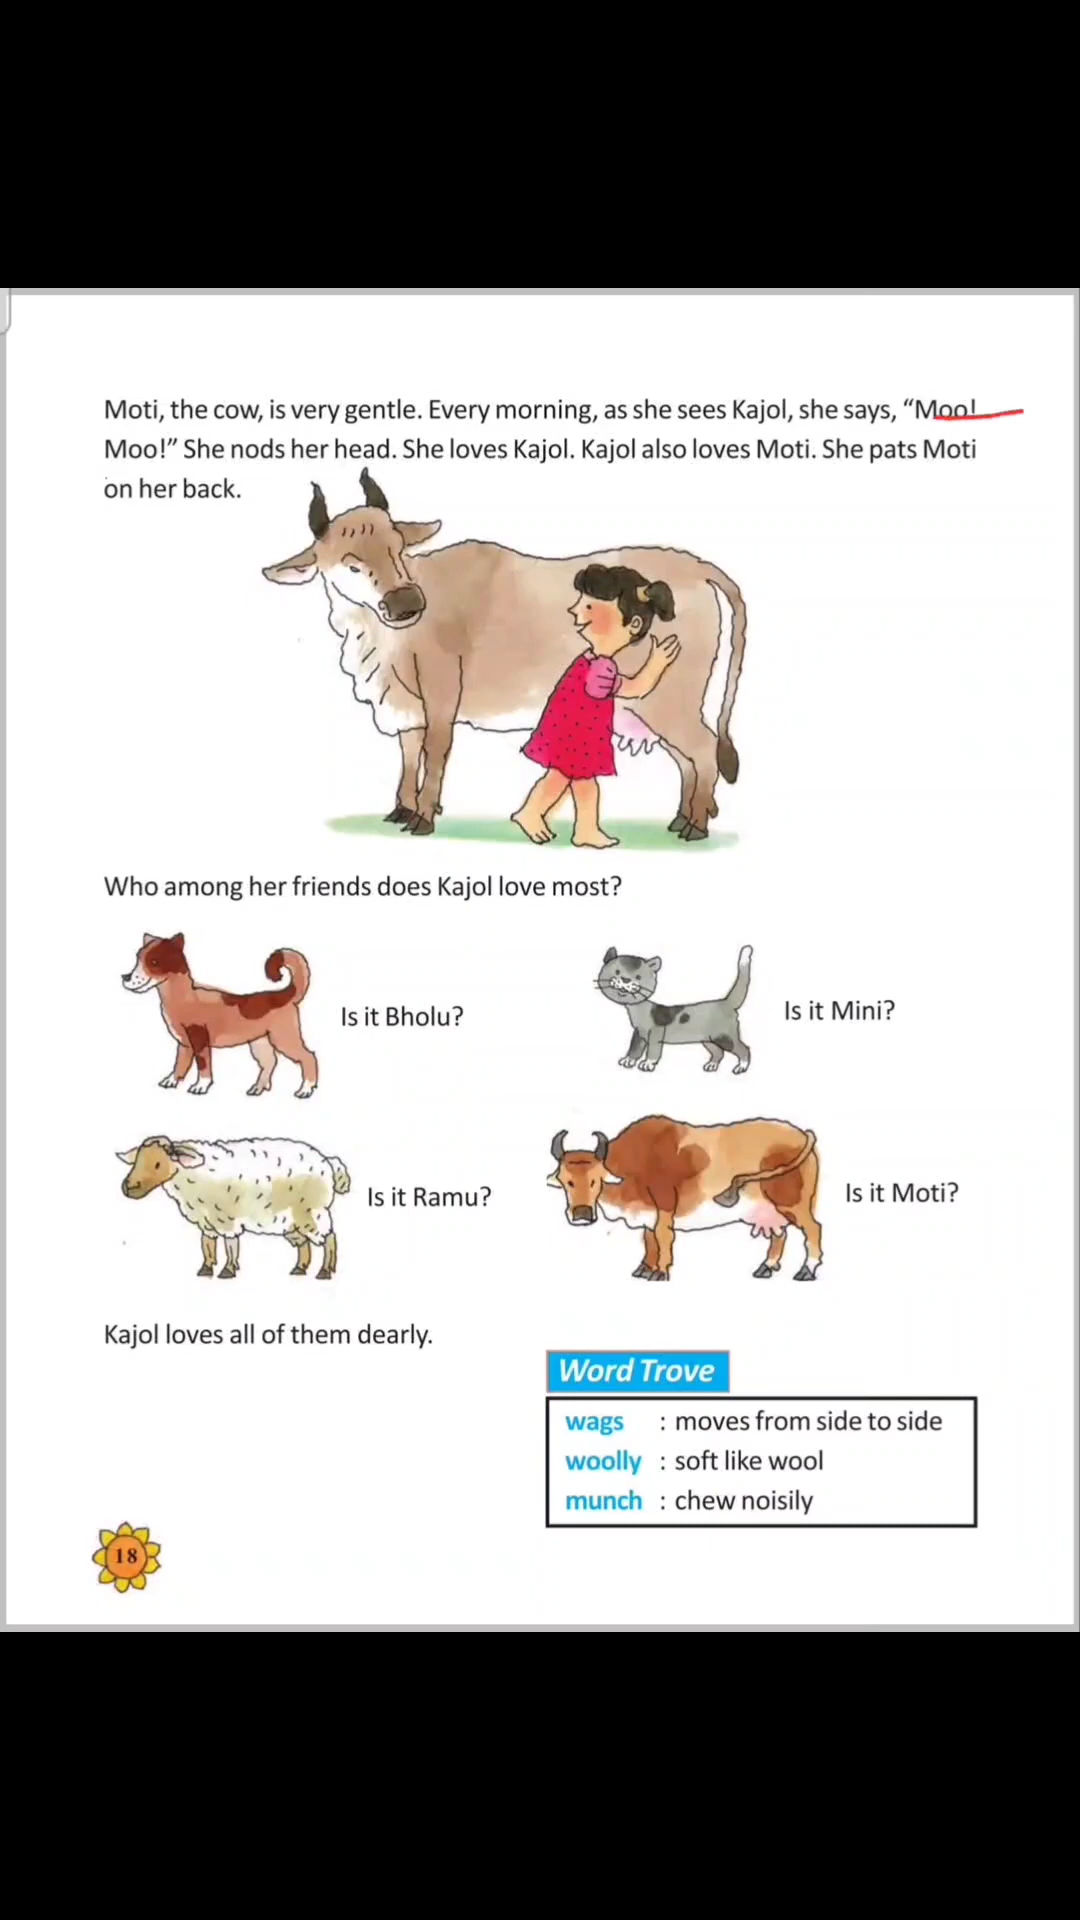 Moti, the cow, is very gentle. Every morning, as she sees Kajol, she says, “Moo!
Moo!” She nods her head. She loves Kajol. Kajol also loves Moti. She pats Moti
on her back.
Who among her friends does Kajol love most?
Is it Bholu?
Is it Mini?
Is it Ramu?
Is it Moti?
Kajol loves all of them dearly.
Word Trove
wags : moves from side to side
woolly : soft like wool
munch : chew noisily
18